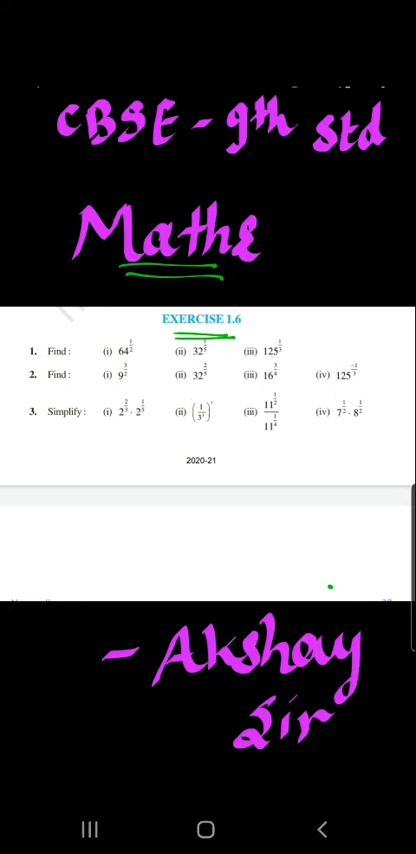 CBSE - 9th Std
Maths
EXERCISE 1.6
1. Find : (i) 64^(1/2) (ii) 32^(1/5) (iii) 125^(1/3)
2. Find : (i) 9^(3/2) (ii) 32^(2/5) (iii) 16^(3/4) (iv) 125^(-1/3)
3. Simplify : (i) 2^(2/3) . 2^(1/5) (ii) (1/3^3)^7 (iii) 11^(1/2) / 11^(1/4) (iv) 7^(1/2) . 8^(1/2)
2020-21
- Akshay
Sir